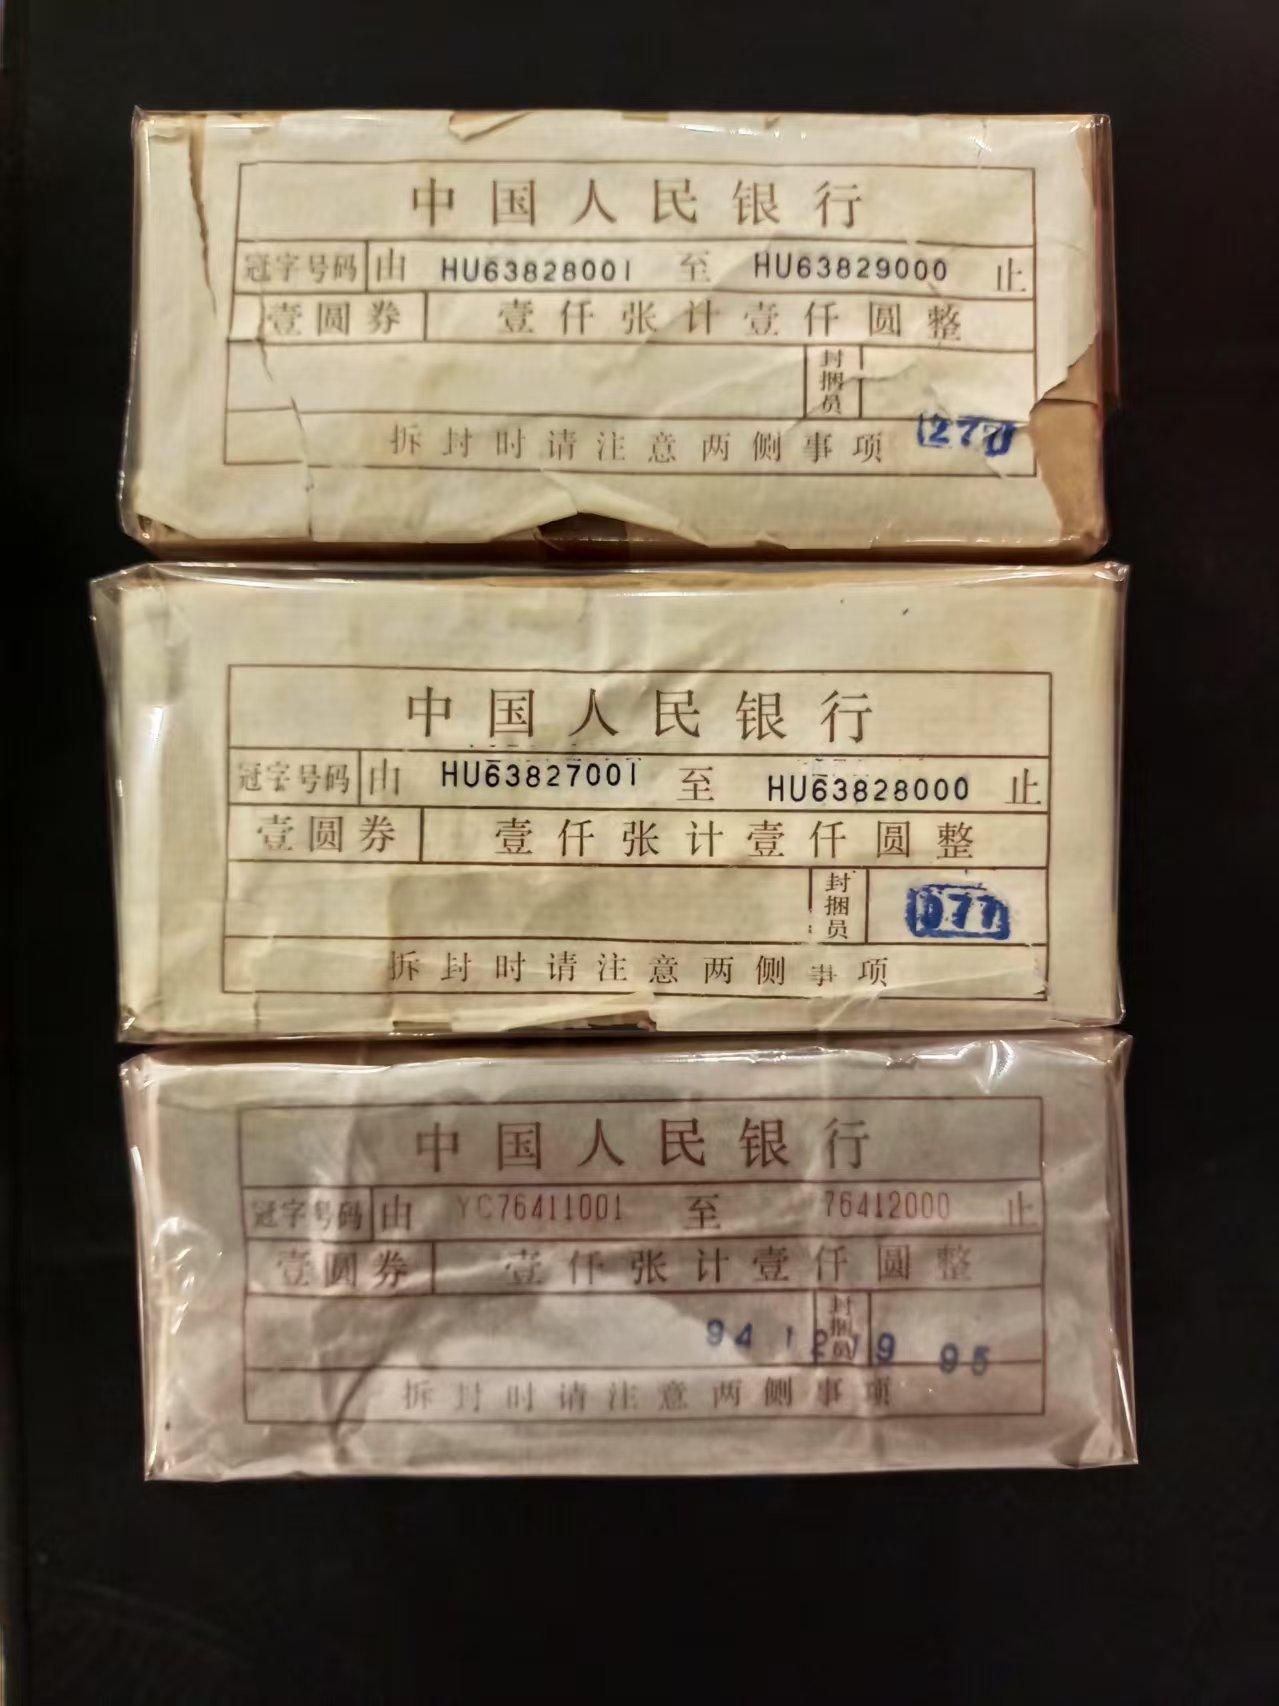 中国人民银行
冠字号码 由 HU63828001 至 HU63829000 止
壹圆券 壹仟张计壹仟圆整
封捆员
拆封时请注意两侧事项
中国人民银行
冠字号码 由 HU63827001 至 HU63828000 止
壹圆券 壹仟张计壹仟圆整
封捆员 077
拆封时请注意两侧事项
中国人民银行
冠字号码 由 YC76411001 至 76412000 止
壹圆券 壹仟张计壹仟圆整
封捆员
94 12 19 95
拆封时请注意两侧事项